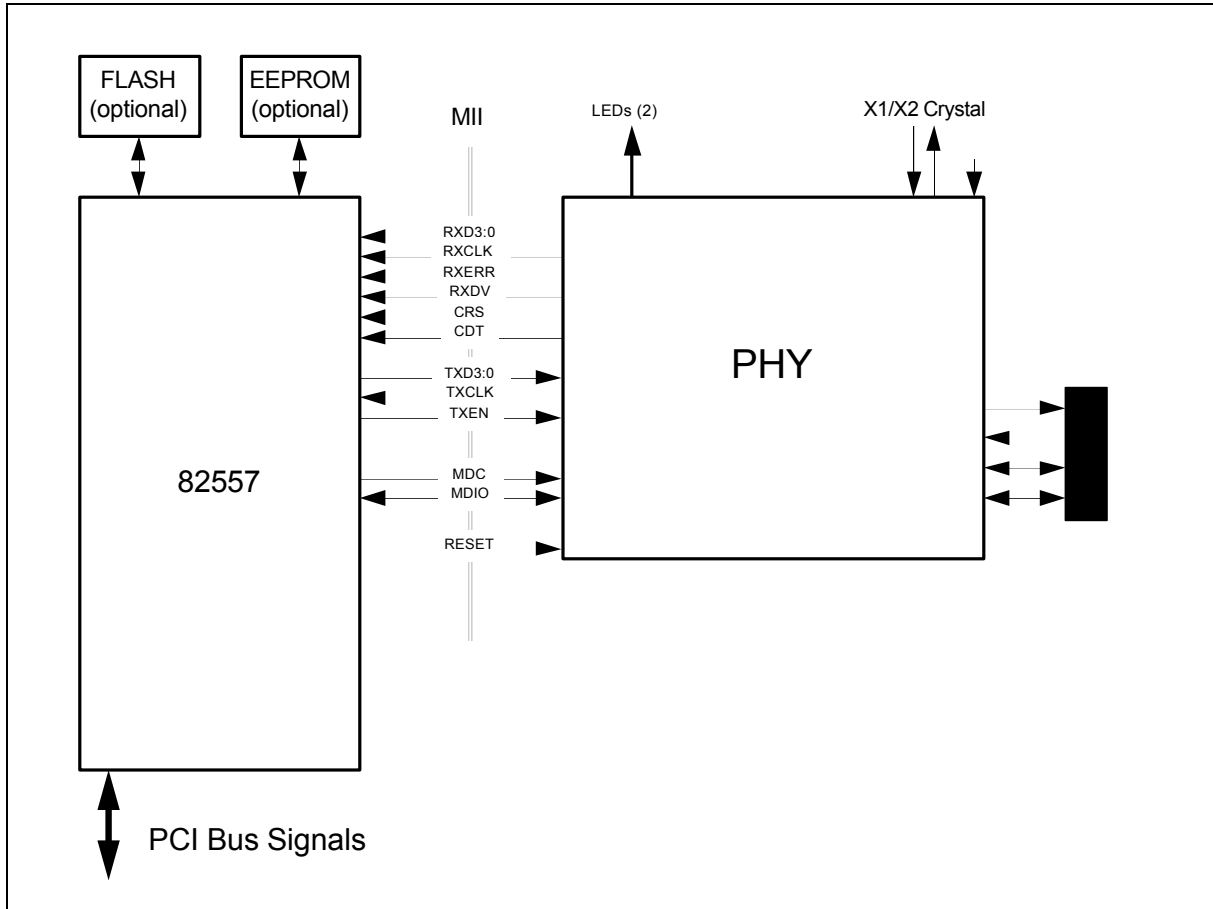 FLASH
(optional)
EEPROM
(optional)
MII
LEDs (2)
X1/X2 Crystal
RXD3:0
RXCLK
RXERR
RXDV
CRS
CDT
TXD3:0
TXCLK
TXEN
MDC
MDIO
RESET
82557
PHY
PCI Bus Signals